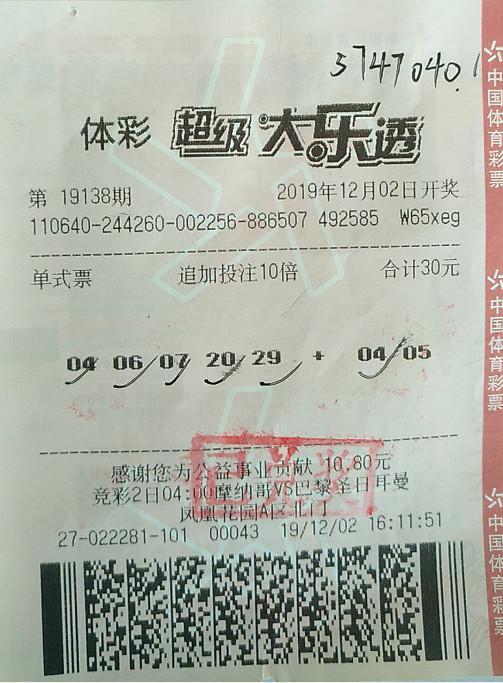 5747040.1
体彩 超级大乐透
第 19138期 2019年12月02日开奖
110640-244260-002256-886507 492585 W65xeg
单式票 追加投注10倍 合计30元
04 06 07 20 29 + 04 05
感谢您为公益事业贡献 10.80元
竞彩2日04:00摩纳哥VS巴黎圣日耳曼
凤凰花园A区北门
27-022281-101 00043 19/12/02 16:11:51
中国体育彩票
中国体育彩票
中国体育彩票